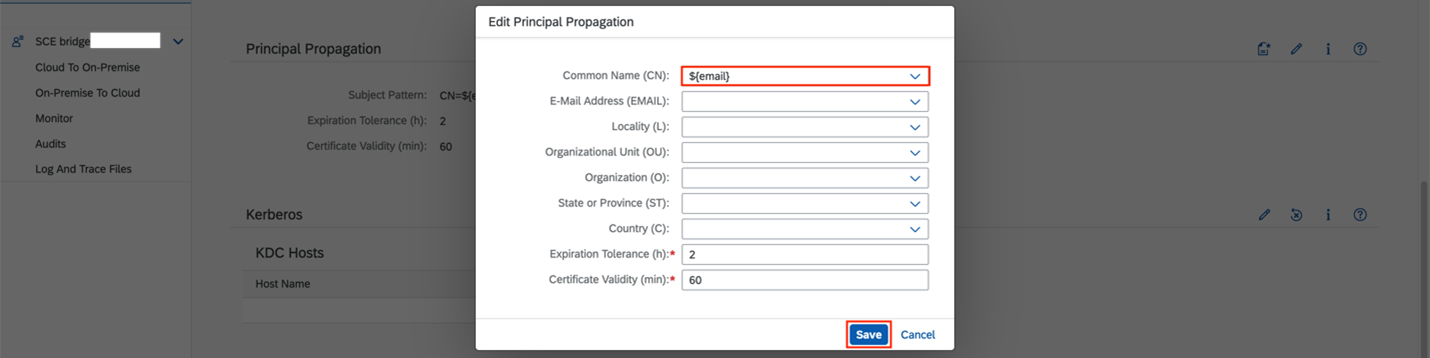 SCE bridge
Cloud To On-Premise
On-Premise To Cloud
Monitor
Audits
Log And Trace Files
Principal Propagation
Subject Pattern: CN=${e
Expiration Tolerance (h): 2
Certificate Validity (min): 60
Kerberos
KDC Hosts
Host Name
Edit Principal Propagation
Common Name (CN): ${email}
E-Mail Address (EMAIL):
Locality (L):
Organizational Unit (OU):
Organization (O):
State or Province (ST):
Country (C):
Expiration Tolerance (h):* 2
Certificate Validity (min):* 60
Save Cancel